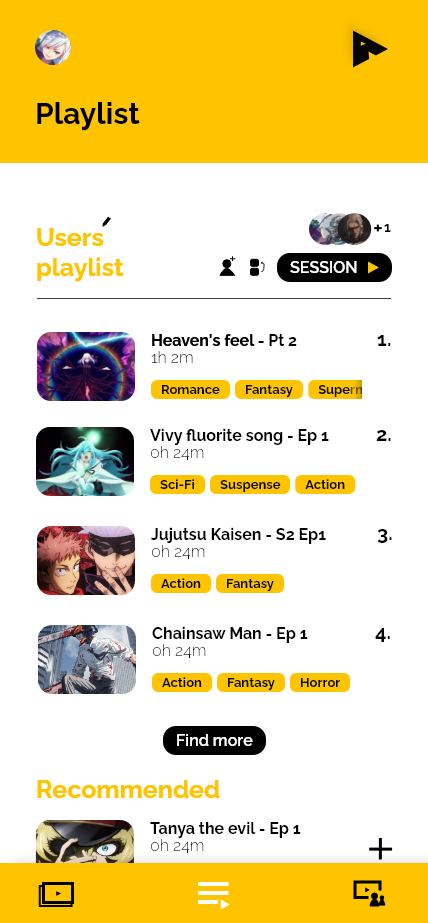 Playlist
Users
playlist
+1
SESSION
Heaven's feel - Pt 2
1.
1h 2m
Romance Fantasy
Vivy fluorite song - Ep 1
2.
0h 24m
Sci-Fi Suspense Action
Jujutsu Kaisen - S2 Ep1
3.
0h 24m
Action Fantasy
Chainsaw Man - Ep 1
4.
0h 24m
Action Fantasy Horror
Find more
Recommended
Tanya the evil - Ep 1
0h 24m